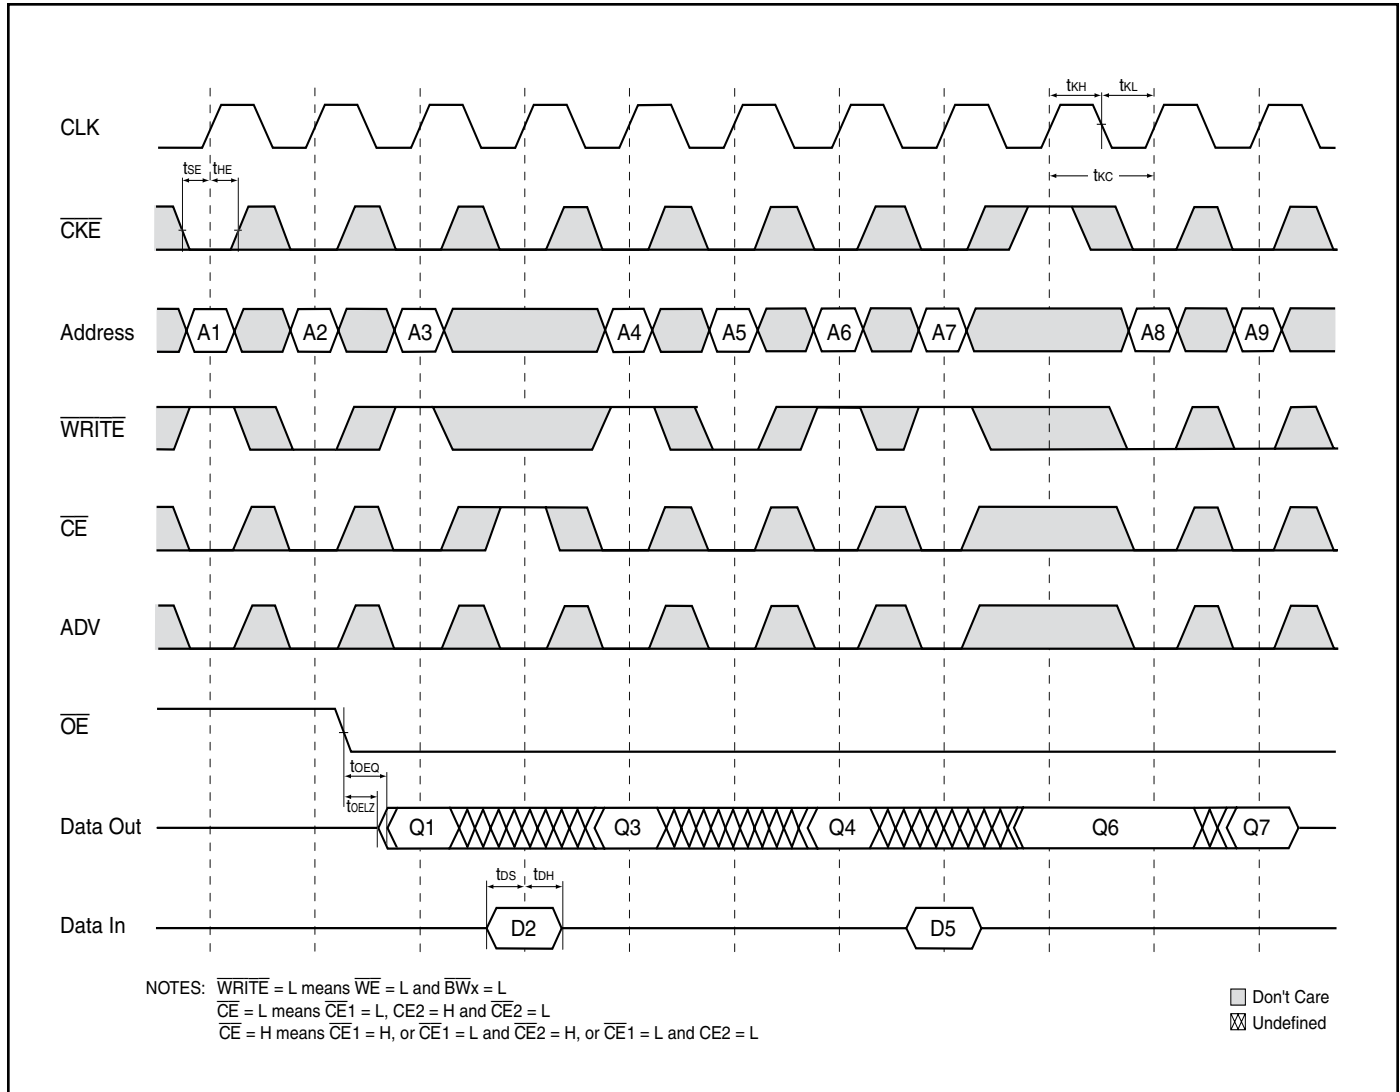 CLK
tKH tKL
tKC
tSE tHE
CKE
Address A1 A2 A3 A4 A5 A6 A7 A8 A9
WRITE
CE
ADV
OE
tOEQ
tOELZ
Data Out Q1 Q3 Q4 Q6 Q7
tDS tDH
Data In D2 D5
NOTES: WRITE = L means WE = L and BWx = L
CE = L means CE1 = L, CE2 = H and CE2 = L
CE = H means CE1 = H, or CE1 = L and CE2 = H, or CE1 = L and CE2 = L
Don't Care
Undefined